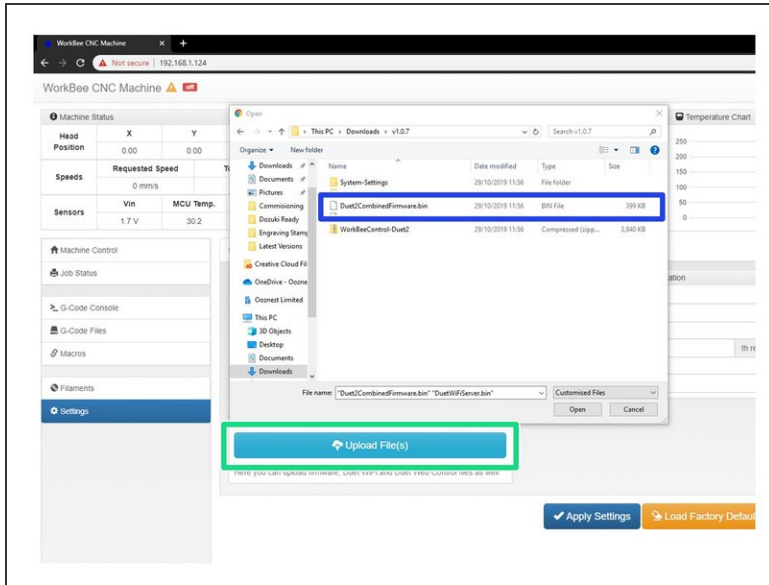 WorkBee CNC Machine
Not secure | 192.168.1.124
WorkBee CNC Machine off
Machine Status
Head Position X Y
0.00 0.00
Speeds Requested Speed
0 mm/s
Sensors Vin MCU Temp.
1.7 V 30.2
Machine Control
Job Status
G-Code Console
G-Code Files
Macros
Filaments
Settings
Open
This PC > Downloads > v1.0.7
Search v1.0.7
Organize New folder
Downloads
Documents
Pictures
Commisioning
Dozuki Ready
Engraving Stamp
Latest Versions
Creative Cloud Fil
OneDrive - Oozne
Ooznest Limited
This PC
3D Objects
Desktop
Documents
Downloads
Name Date modified Type Size
System-Settings 29/10/2019 11:56 File folder
Duet2CombinedFirmware.bin 29/10/2019 11:56 BIN File 399 KB
WorkBeeControl-Duet2 29/10/2019 11:56 Compressed (zipp... 3,840 KB
File name: "Duet2CombinedFirmware.bin" "DuetWiFiServer.bin" Customised Files
Open Cancel
Temperature Chart
250
200
150
100
50
0
ation
th re
Upload File(s)
Here you can upload firmware, Duet WiFi and Duet Web Control files as well
Apply Settings
Load Factory Defaul